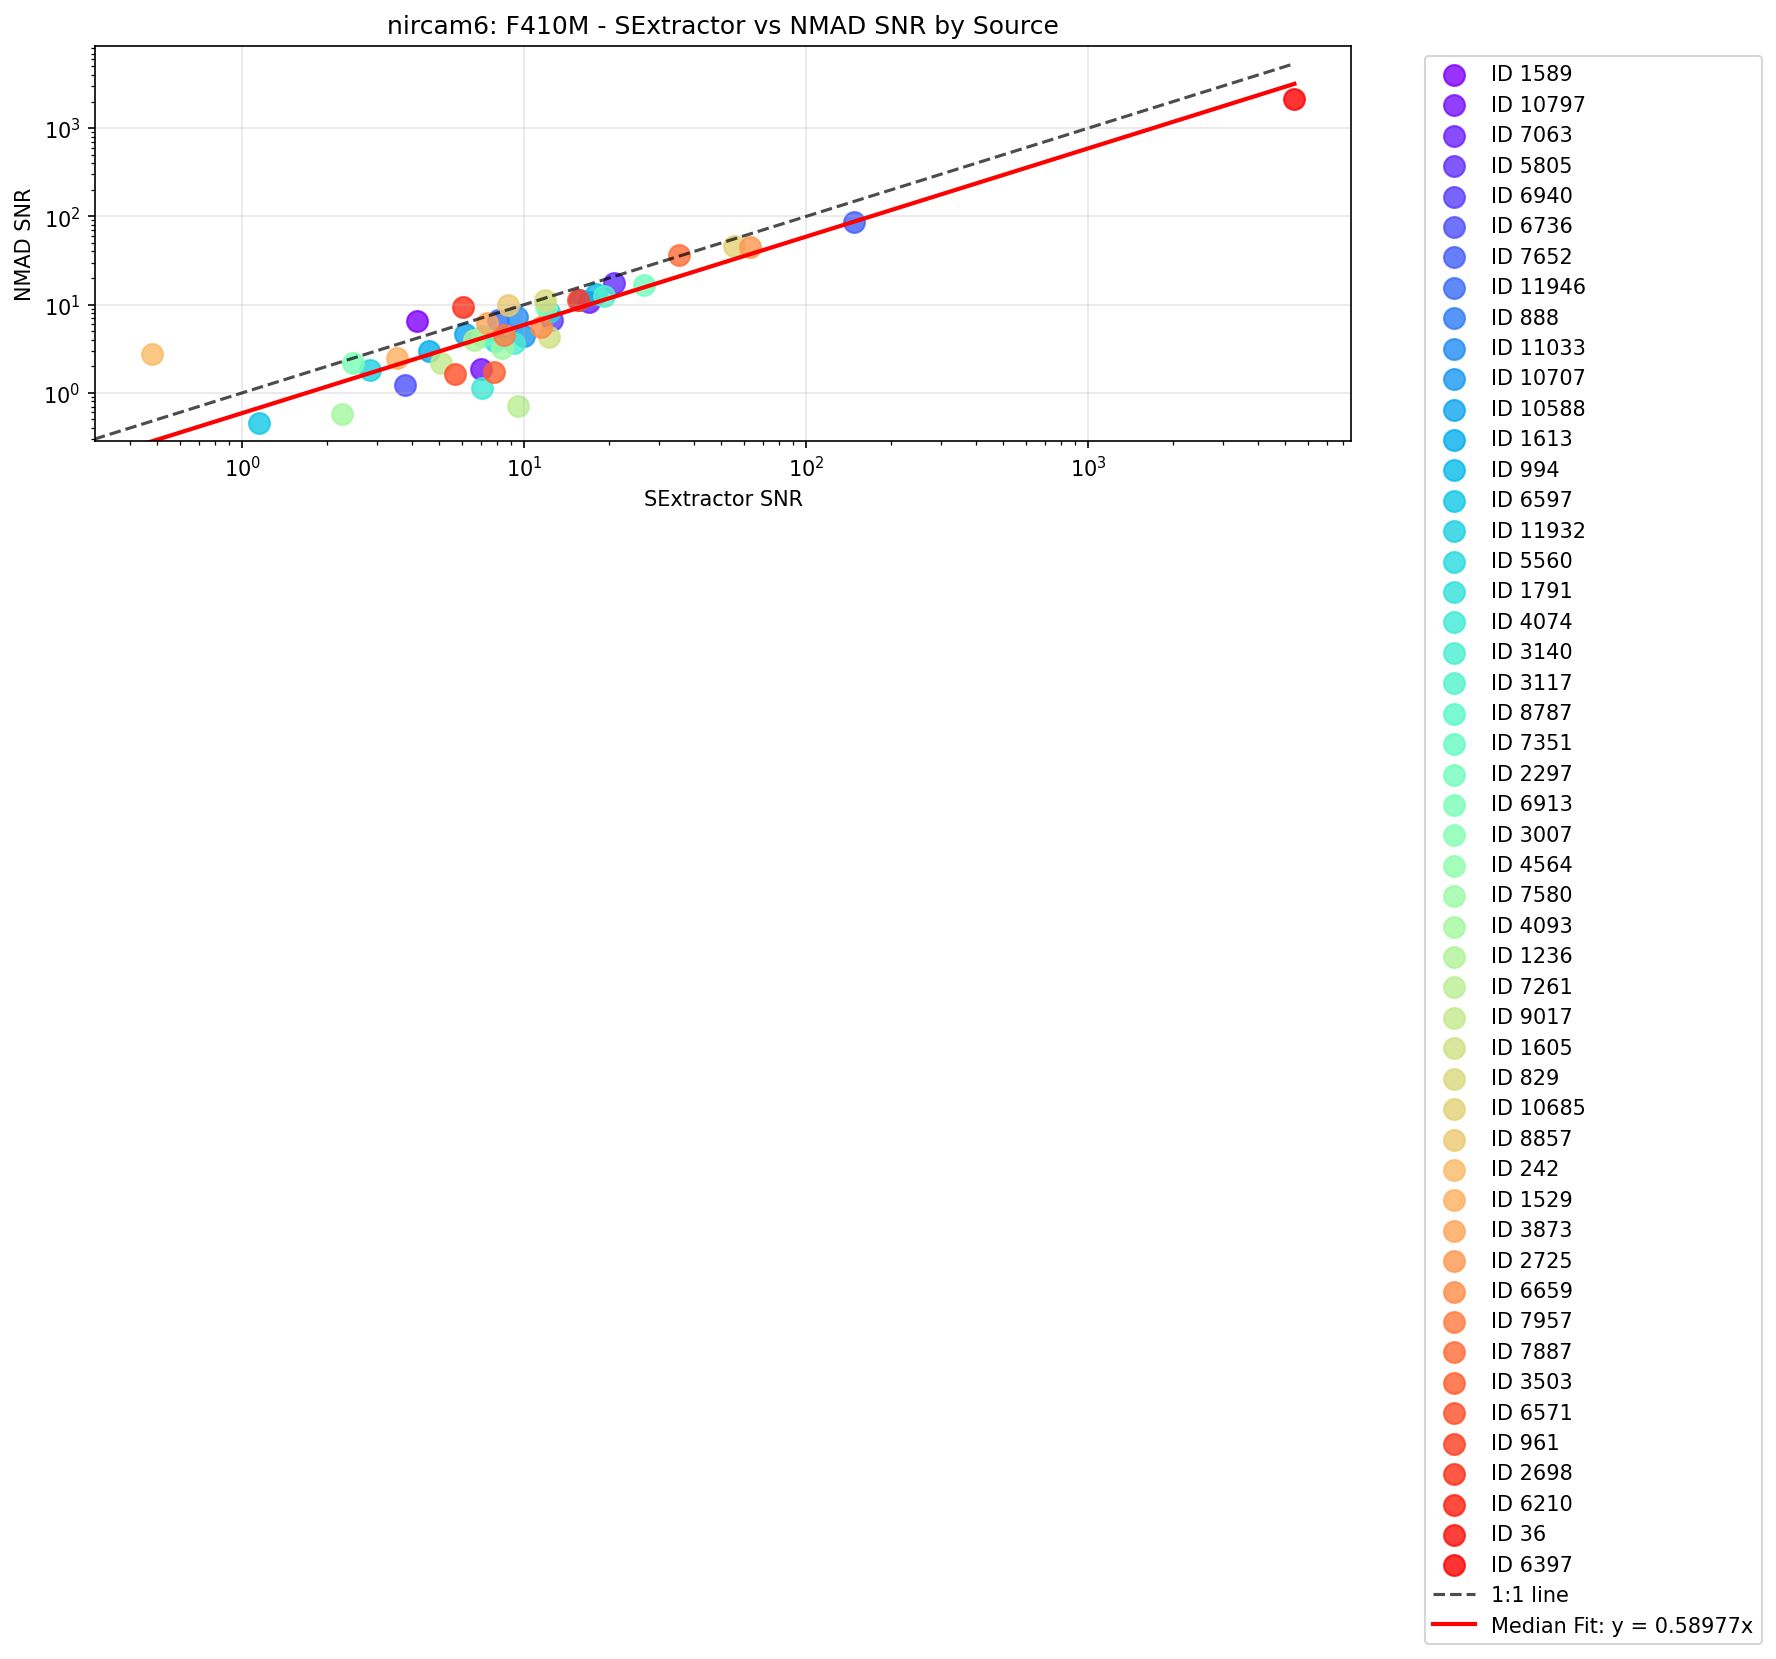 nircam6: F410M - SExtractor vs NMAD SNR by Source
NMAD SNR
10³
10²
10¹
10⁰
10⁰
10¹
10²
10³
SExtractor SNR
ID 1589
ID 10797
ID 7063
ID 5805
ID 6940
ID 6736
ID 7652
ID 11946
ID 888
ID 11033
ID 10707
ID 10588
ID 1613
ID 994
ID 6597
ID 11932
ID 5560
ID 1791
ID 4074
ID 3140
ID 3117
ID 8787
ID 7351
ID 2297
ID 6913
ID 3007
ID 4564
ID 7580
ID 4093
ID 1236
ID 7261
ID 9017
ID 1605
ID 829
ID 10685
ID 8857
ID 242
ID 1529
ID 3873
ID 2725
ID 6659
ID 7957
ID 7887
ID 3503
ID 6571
ID 961
ID 2698
ID 6210
ID 36
ID 6397
1:1 line
Median Fit: y = 0.58977x